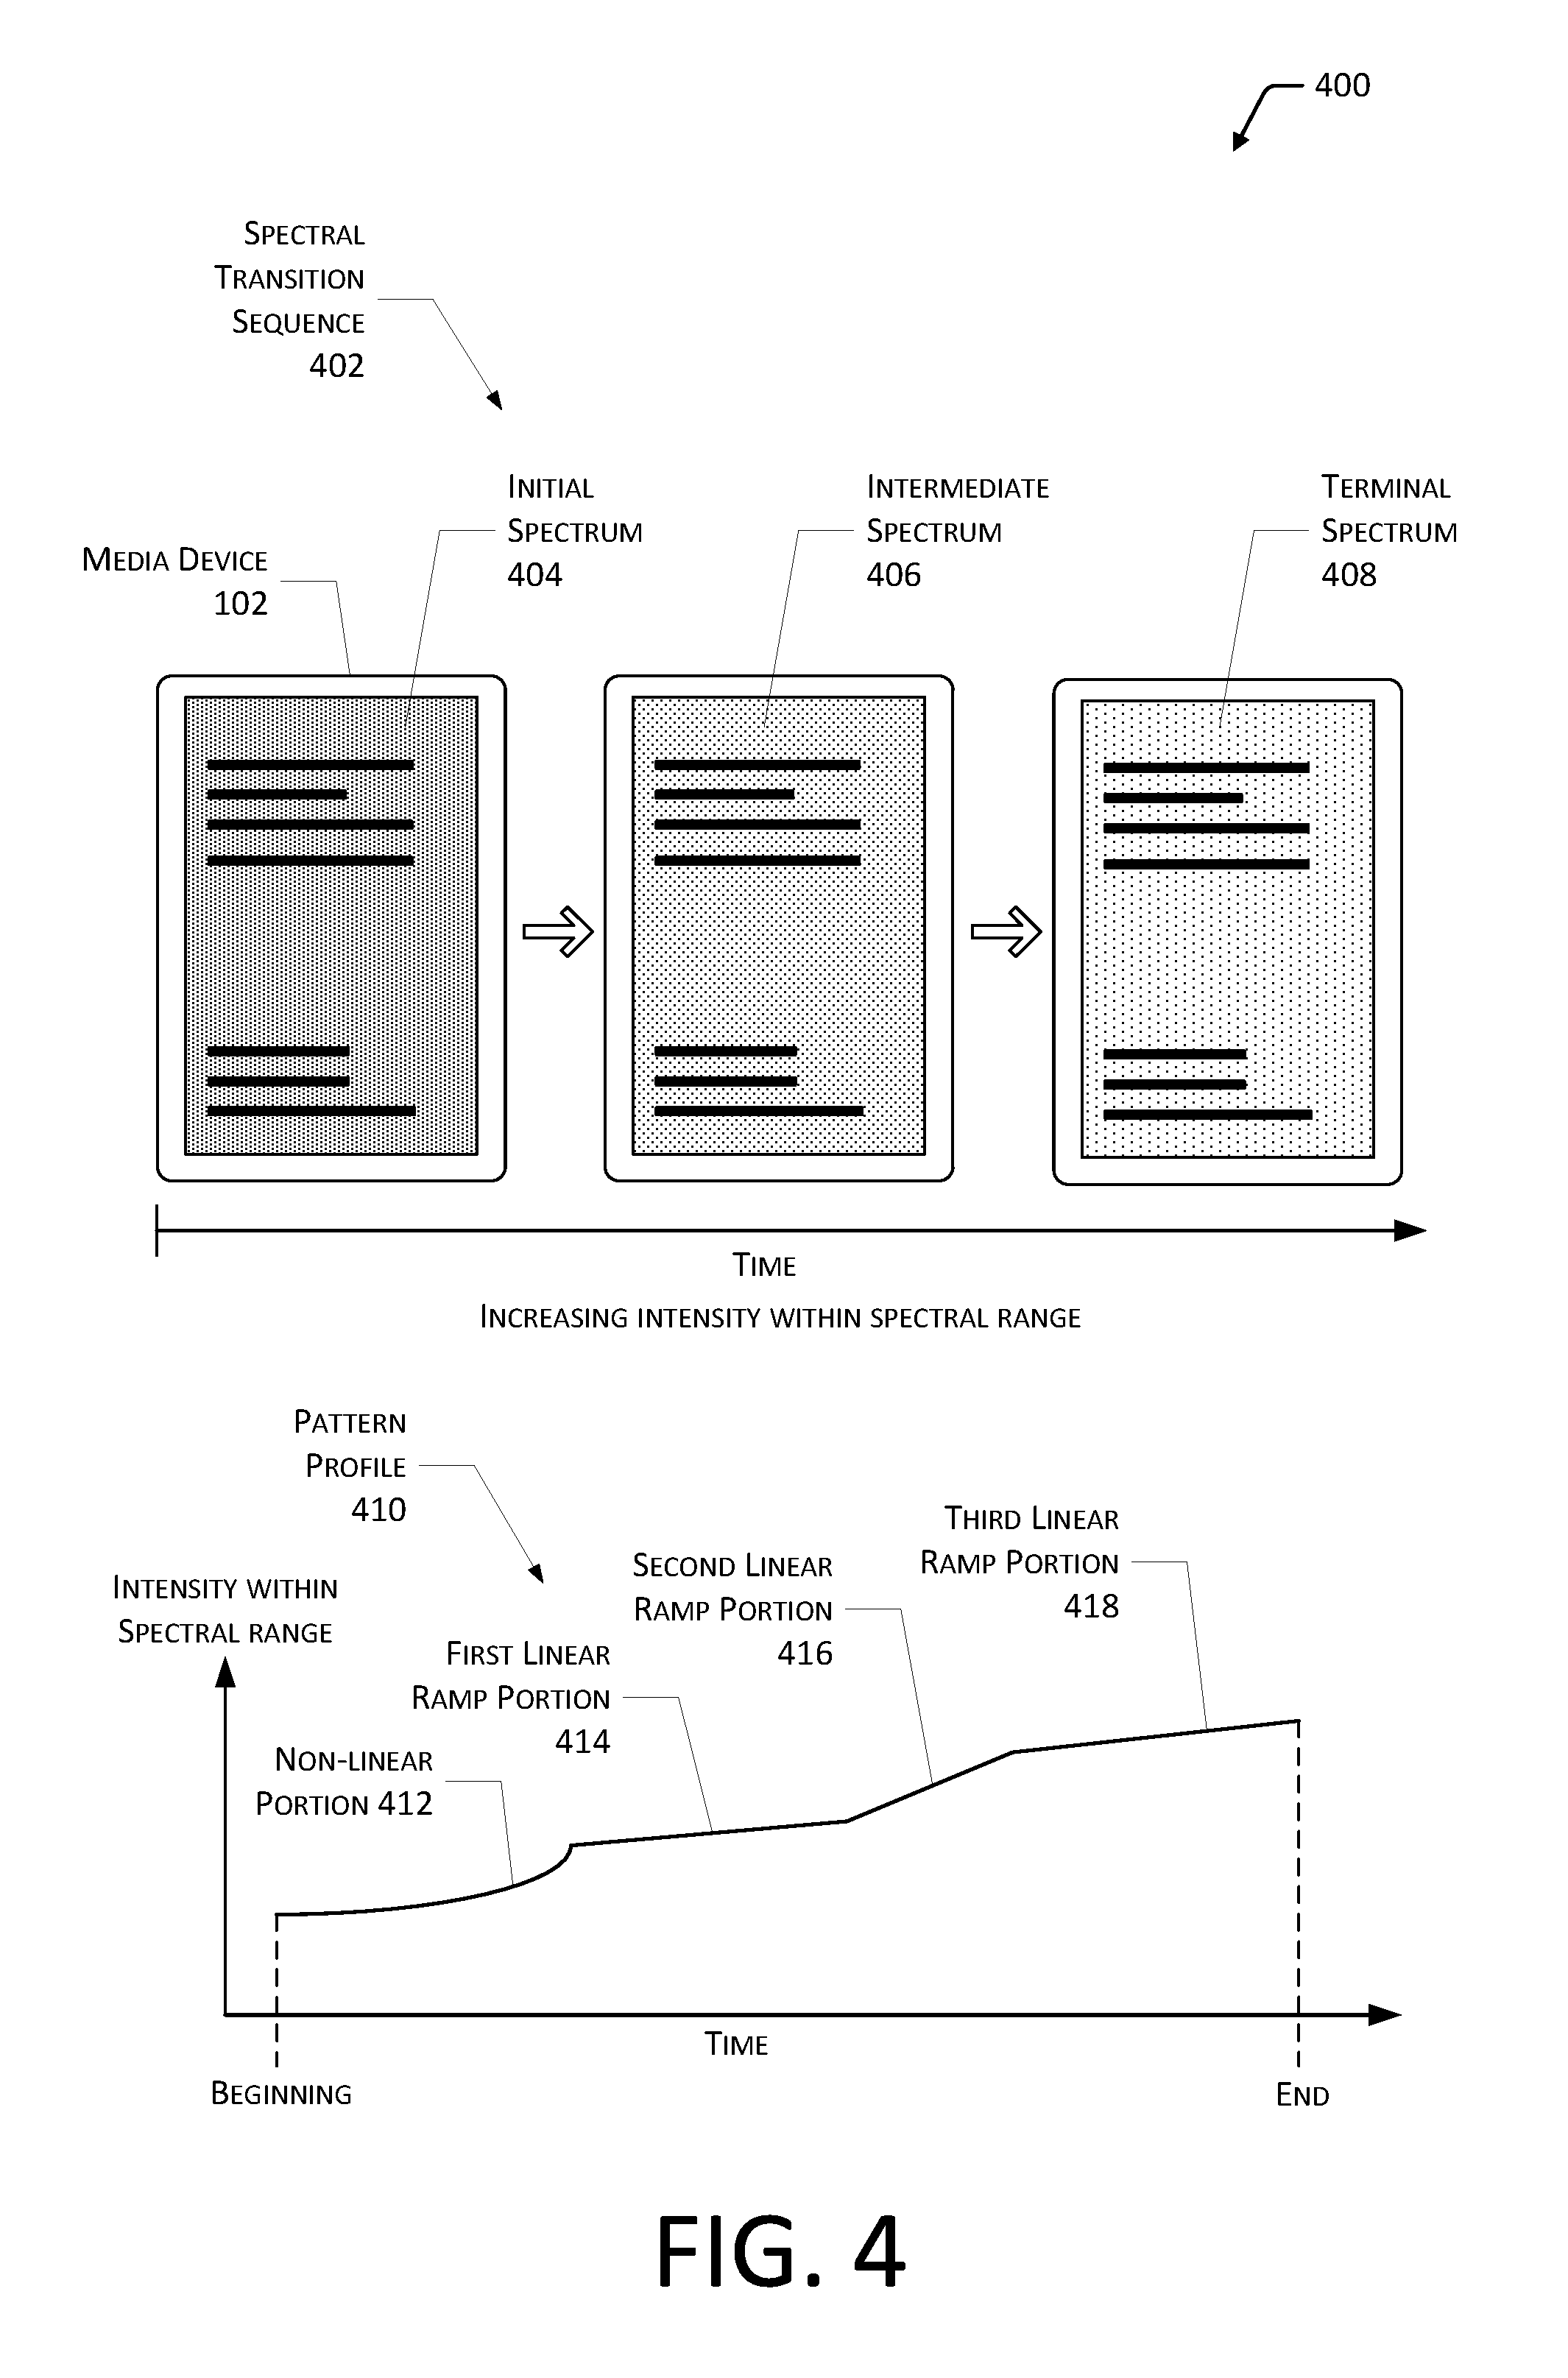 400
Spectral
Transition
Sequence
402
Initial
Spectrum
404
Intermediate
Spectrum
406
Terminal
Spectrum
408
Media Device
102
Time
Increasing intensity within spectral range
Pattern
Profile
410
Third Linear
Ramp Portion
418
Second Linear
Ramp Portion
416
Intensity within
Spectral range
First Linear
Ramp Portion
414
Non-linear
Portion 412
Time
Beginning
End
FIG. 4